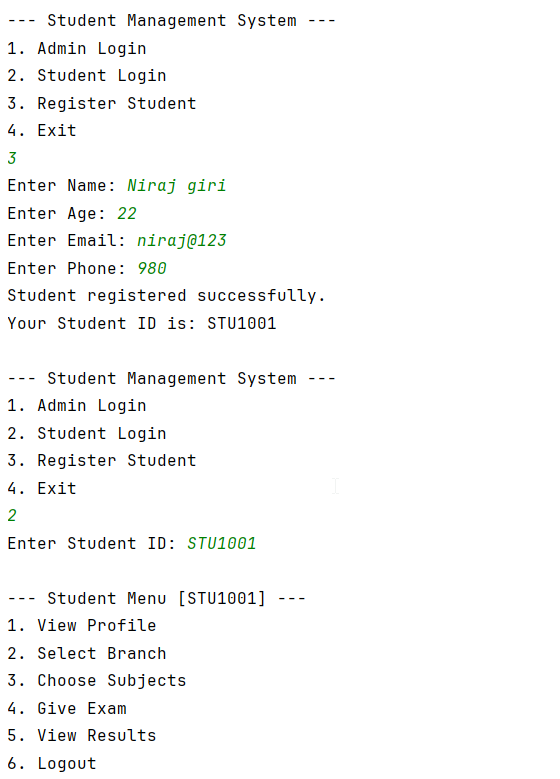 --- Student Management System ---
1. Admin Login
2. Student Login
3. Register Student
4. Exit
3
Enter Name: Niraj giri
Enter Age: 22
Enter Email: niraj@123
Enter Phone: 980
Student registered successfully.
Your Student ID is: STU1001
--- Student Management System ---
1. Admin Login
2. Student Login
3. Register Student
4. Exit
2
Enter Student ID: STU1001
--- Student Menu [STU1001] ---
1. View Profile
2. Select Branch
3. Choose Subjects
4. Give Exam
5. View Results
6. Logout